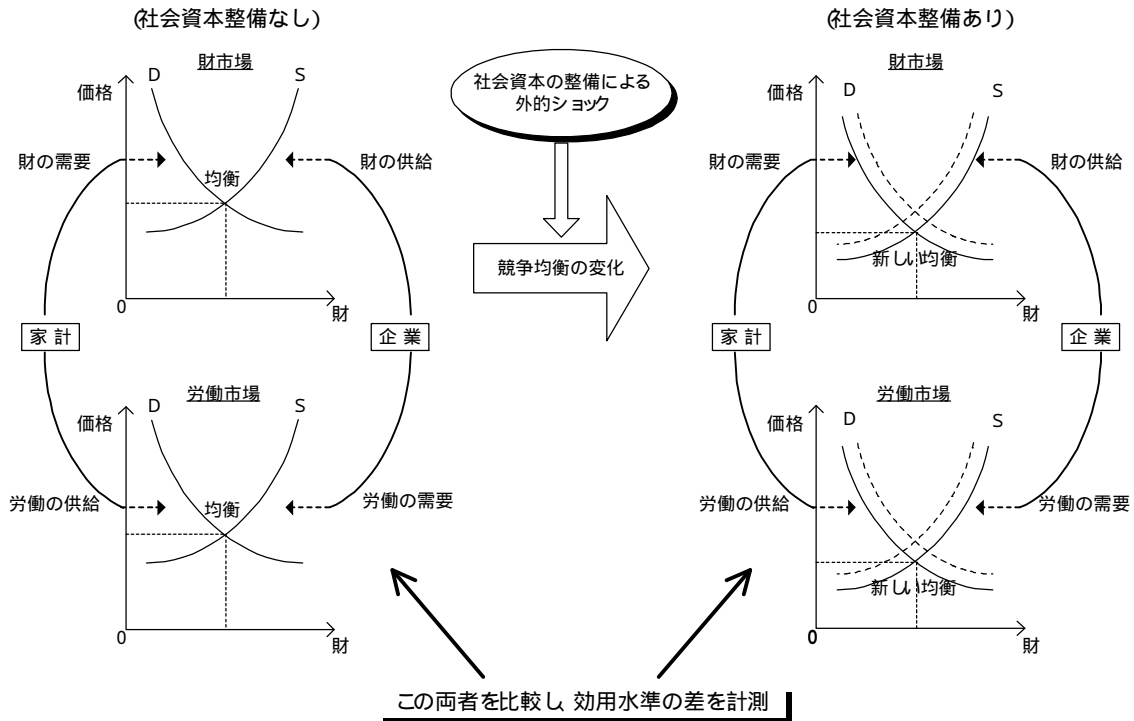 (社会資本整備なし)
財市場
価格
D
S
財の需要
財の供給
均衡
0
財
家計
企業
労働市場
価格
D
S
労働の供給
労働の需要
均衡
0
財
社会資本の整備による
外的ショック
競争均衡の変化
(社会資本整備あり)
財市場
価格
D
S
財の需要
財の供給
新しい均衡
0
財
家計
企業
労働市場
価格
D
S
労働の供給
労働の需要
新しい均衡
0
財
この両者を比較し、効用水準の差を計測